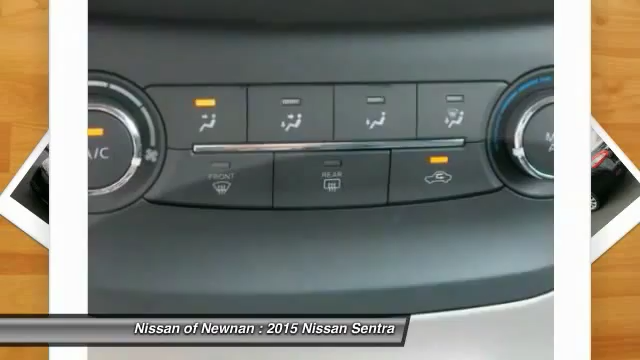 A/C
FRONT
REAR
M
A
Nissan of Newnan : 2015 Nissan Sentra